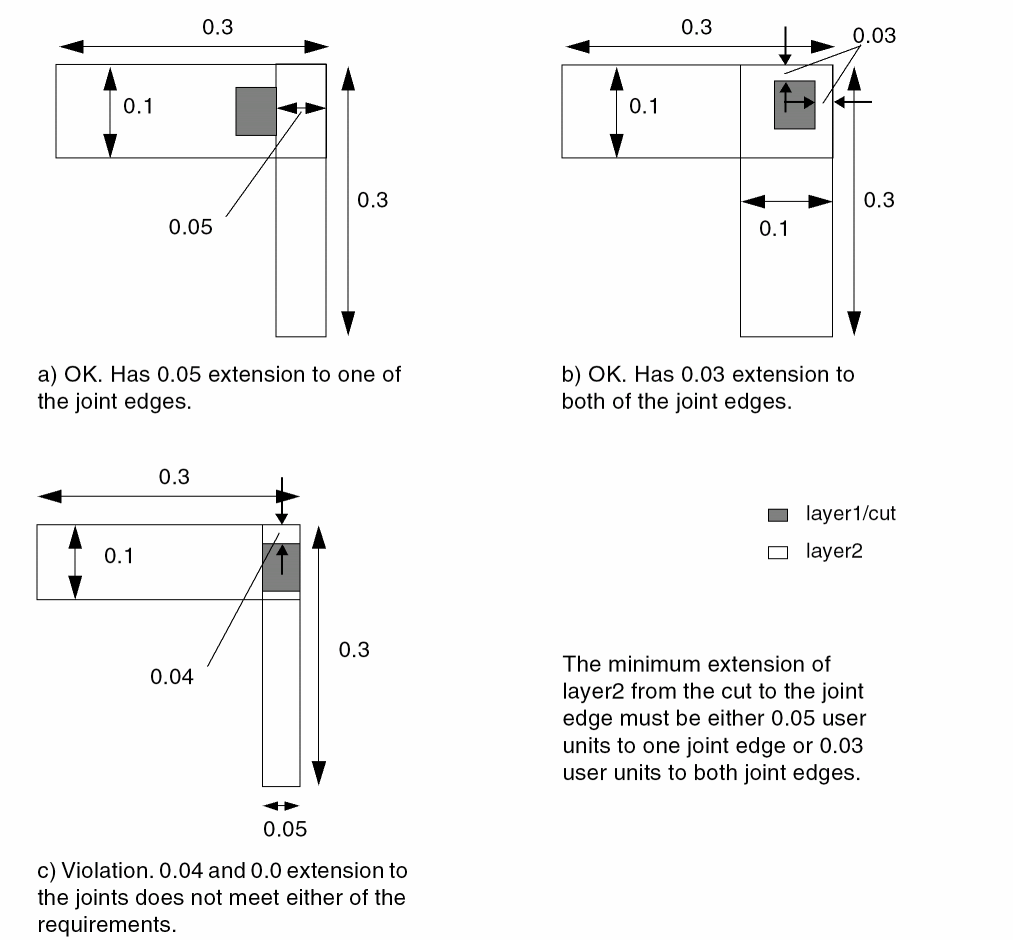 0.3
0.1
0.3
0.05
a) OK. Has 0.05 extension to one of
the joint edges.
0.3
0.03
0.1
0.3
0.1
b) OK. Has 0.03 extension to
both of the joint edges.
0.3
0.1
0.3
0.04
0.05
c) Violation. 0.04 and 0.0 extension to
the joints does not meet either of the
requirements.
layer1/cut
layer2
The minimum extension of
layer2 from the cut to the joint
edge must be either 0.05 user
units to one joint edge or 0.03
user units to both joint edges.